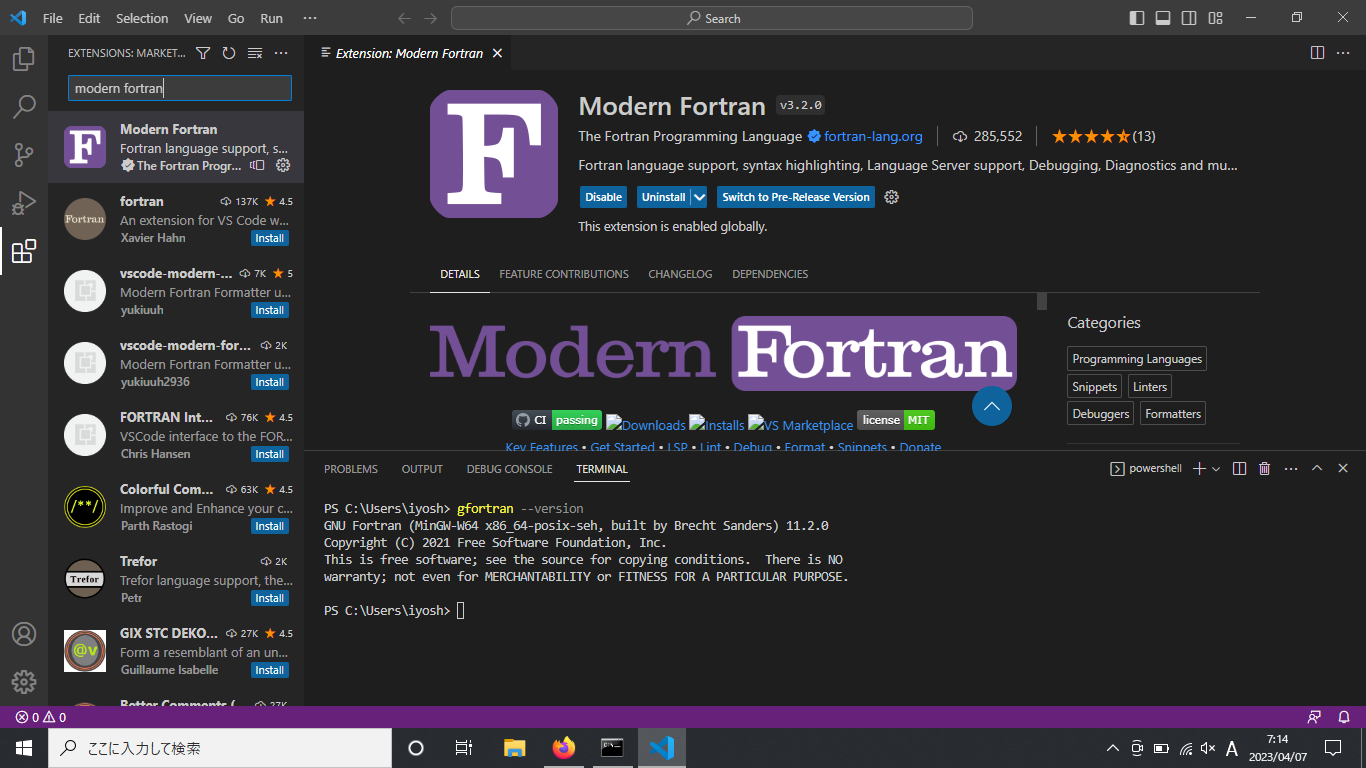 File Edit Selection View Go Run ···
Search
EXTENSIONS: MARKET...
modern fortran
Modern Fortran
Fortran language support, s...
The Fortran Progr...
fortran 137K 4.5
An extension for VS Code w...
Xavier Hahn Install
vscode-modern-... 7K 5
Modern Fortran Formatter u...
yukiuuh Install
vscode-modern-for... 2K
Modern Fortran Formatter u...
yukiuuh2936 Install
FORTRAN Int... 76K 4.5
VSCode interface to the FOR...
Chris Hansen Install
Colorful Com... 63K 4.5
/**/
Improve and Enhance your c...
Parth Rastogi Install
Trefor 2K
Trefor
Trefor language support, the...
Petr Install
GIX STC DEKO... 27K 4.5
@v
Form a resemblant of an un...
Guillaume Isabelle Install
Better Comments ( 27K
Extension: Modern Fortran
F
Modern Fortran v3.2.0
The Fortran Programming Language fortran-lang.org 285,552 (13)
Fortran language support, syntax highlighting, Language Server support, Debugging, Diagnostics and mu...
Disable Uninstall Switch to Pre-Release Version
This extension is enabled globally.
DETAILS FEATURE CONTRIBUTIONS CHANGELOG DEPENDENCIES
Modern Fortran
CI passing Downloads Installs VS Marketplace license MIT
Key Features • Get Started • LSP • Lint • Debug • Format • Snippets • Donate
Categories
Programming Languages
Snippets Linters
Debuggers Formatters
PROBLEMS OUTPUT DEBUG CONSOLE TERMINAL powershell
PS C:\Users\iyosh> gfortran --version
GNU Fortran (MinGW-W64 x86_64-posix-seh, built by Brecht Sanders) 11.2.0
Copyright (C) 2021 Free Software Foundation, Inc.
This is free software; see the source for copying conditions.  There is NO
warranty; not even for MERCHANTABILITY or FITNESS FOR A PARTICULAR PURPOSE.
PS C:\Users\iyosh>
0 0
ここに入力して検索
A 7:14
2023/04/07